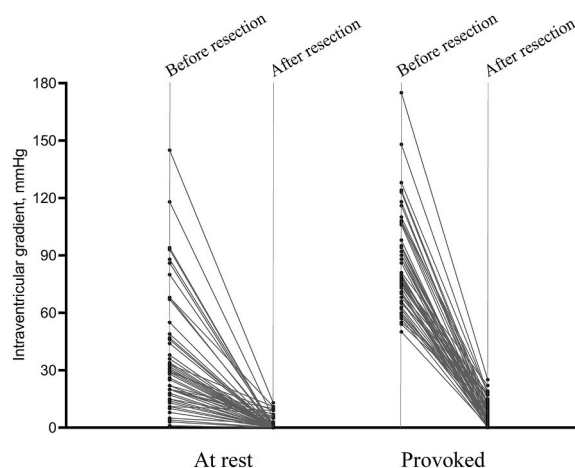 Before resection
After resection
Before resection
After resection
180
150
120
90
60
30
0
Intraventricular gradient, mmHg
At rest
Provoked